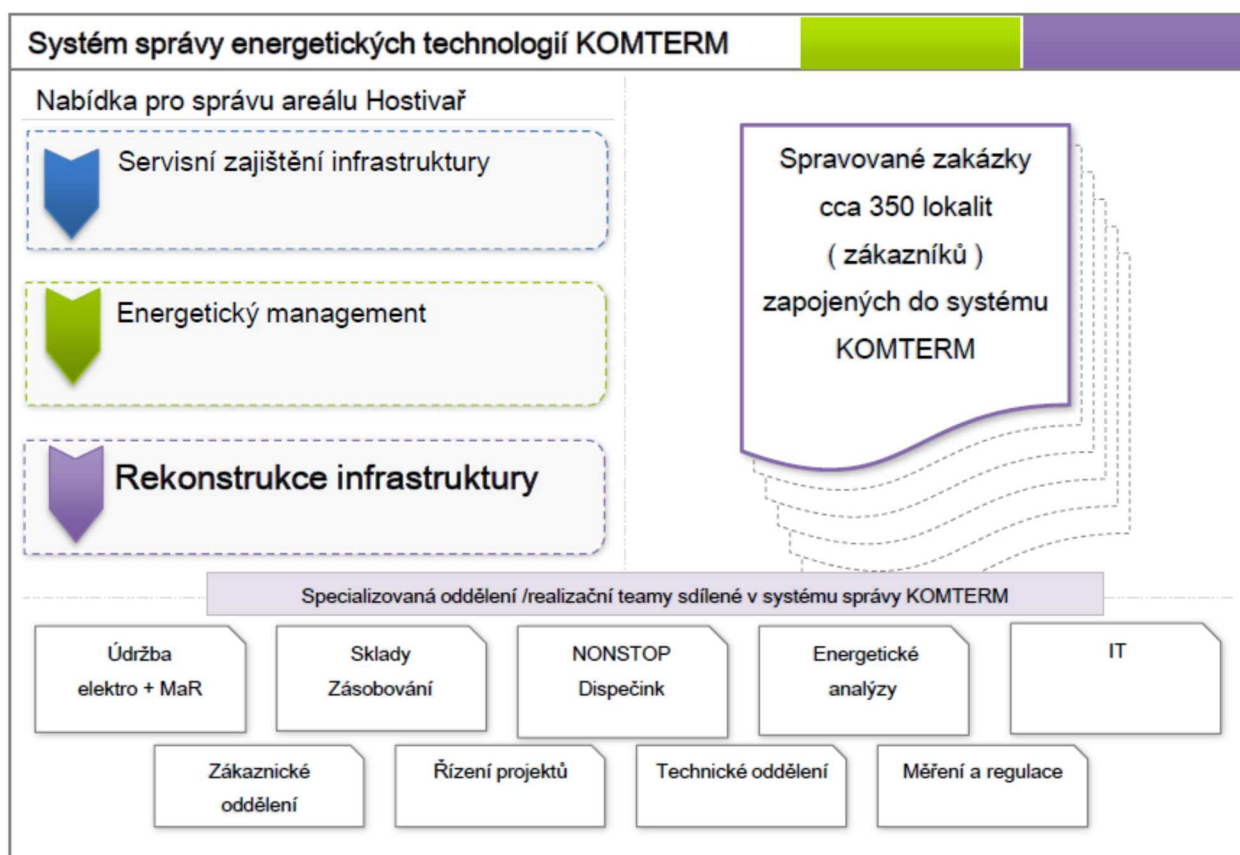 Systém správy energetických technologií KOMTERM
Nabídka pro správu areálu Hostivař
Servisní zajištění infrastruktury
Energetický management
Rekonstrukce infrastruktury
Spravované zakázky
cca 350 lokalit
( zákazníků )
zapojených do systému
KOMTERM
Specializovaná oddělení /realizační teamy sdílené v systému správy KOMTERM
Údržba
elektro + MaR
Sklady
Zásobování
NONSTOP
Dispečink
Energetické
analýzy
IT
Zákaznické
oddělení
Řízení projektů
Technické oddělení
Měření a regulace